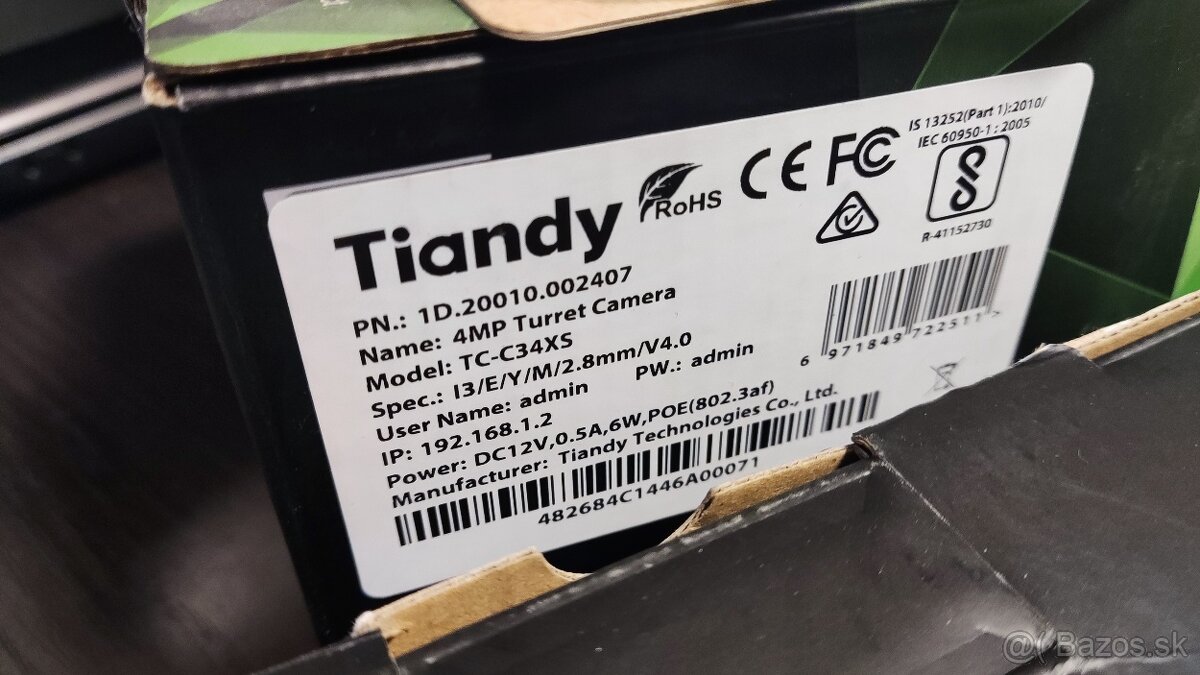 Tiandy
RoHS
CE FC
IS 13252(Part 1):2010/
IEC 60950-1 : 2005
R-41152730
PN.: 1D.20010.002407
Name: 4MP Turret Camera
Model: TC-C34XS
Spec.: I3/E/Y/M/2.8mm/V4.0
User Name: admin PW.: admin
IP: 192.168.1.2
Power: DC12V,0.5A,6W,POE(802.3af)
Manufacturer: Tiandy Technologies Co., Ltd.
6 971849 722511 >
482684C1446A00071
@( Bazos.sk